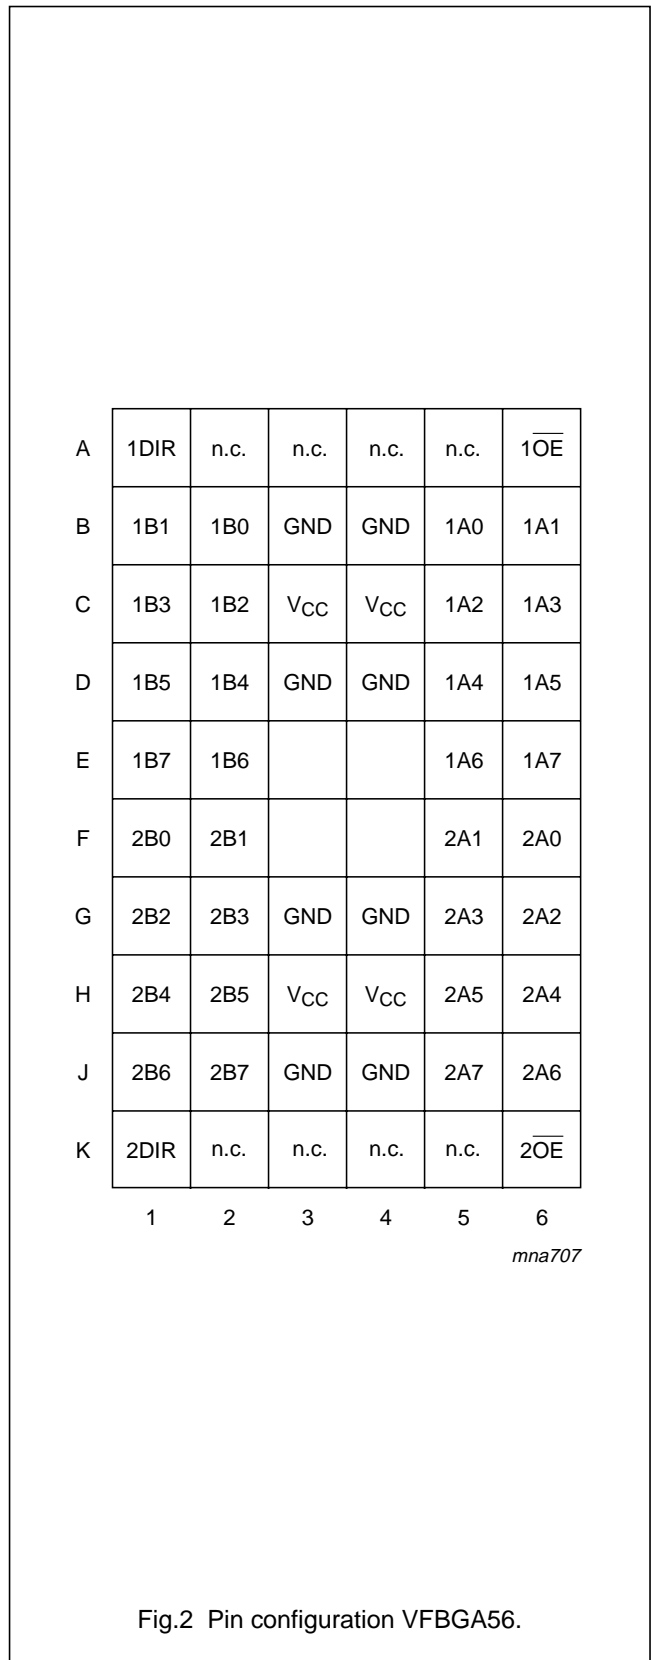 A 1DIR n.c. n.c. n.c. n.c. 1O̅E̅
B 1B1 1B0 GND GND 1A0 1A1
C 1B3 1B2 VCC VCC 1A2 1A3
D 1B5 1B4 GND GND 1A4 1A5
E 1B7 1B6 1A6 1A7
F 2B0 2B1 2A1 2A0
G 2B2 2B3 GND GND 2A3 2A2
H 2B4 2B5 VCC VCC 2A5 2A4
J 2B6 2B7 GND GND 2A7 2A6
K 2DIR n.c. n.c. n.c. n.c. 2O̅E̅
1 2 3 4 5 6
mna707
Fig.2 Pin configuration VFBGA56.